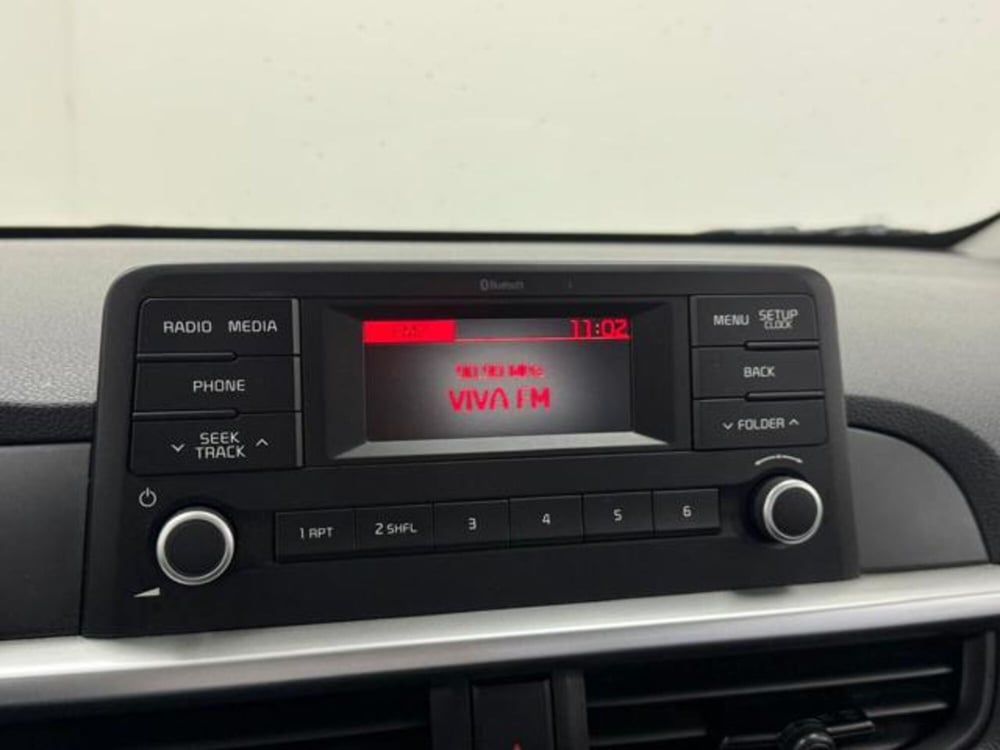 Bluetooth
RADIO MEDIA
PHONE
SEEK
TRACK
11:02
VIVA FM
MENU SETUP
CLOCK
BACK
FOLDER
1 RPT
2 SHFL
3
4
5
6